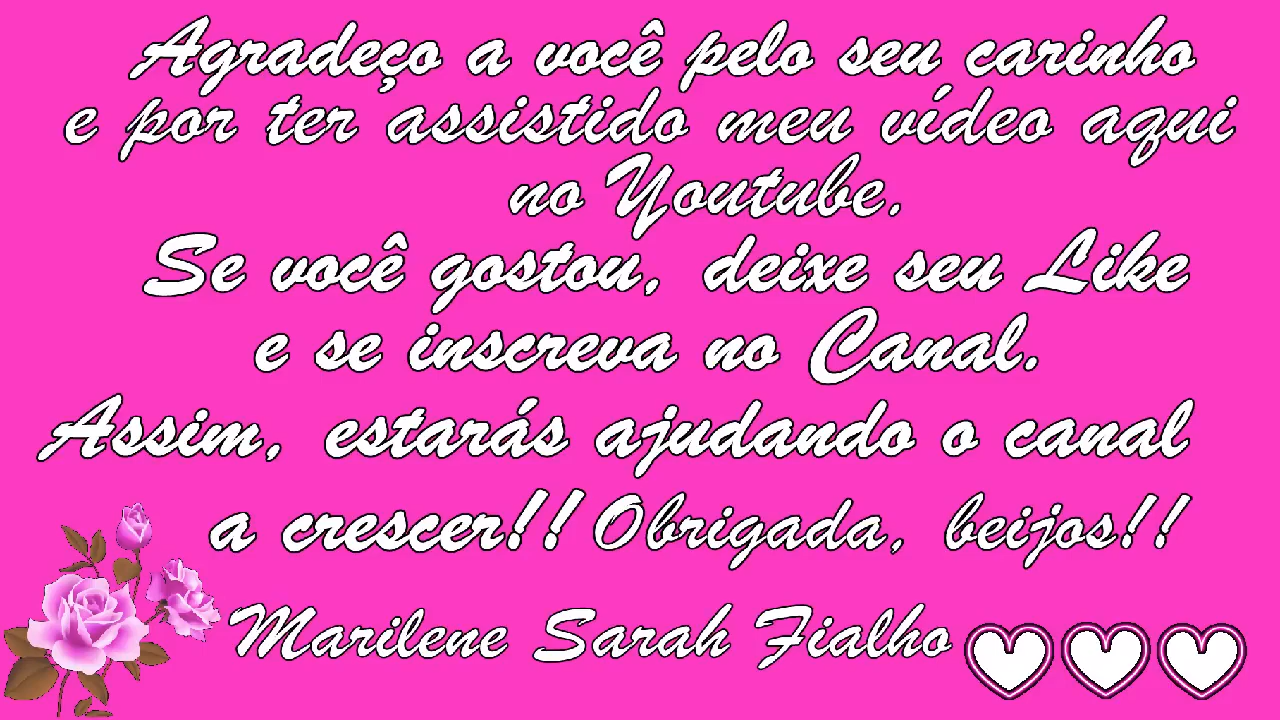 Agradeço a você pelo seu carinho
e por ter assistido meu vídeo aqui
no Youtube.
Se você gostou, deixe seu Like
e se inscreva no Canal.
Assim, estarás ajudando o canal
a crescer!! Obrigada, beijos!!
Marilene Sarah Fialho